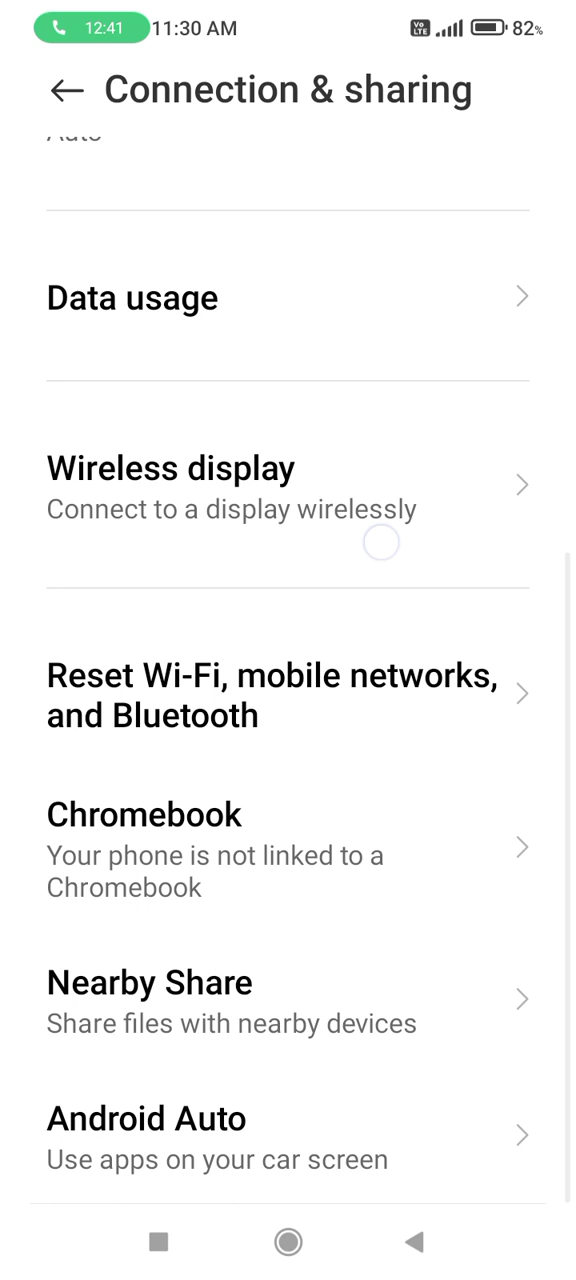 12:41 11:30 AM Vo LTE 82%
Connection & sharing
Data usage
Wireless display
Connect to a display wirelessly
Reset Wi-Fi, mobile networks,
and Bluetooth
Chromebook
Your phone is not linked to a
Chromebook
Nearby Share
Share files with nearby devices
Android Auto
Use apps on your car screen